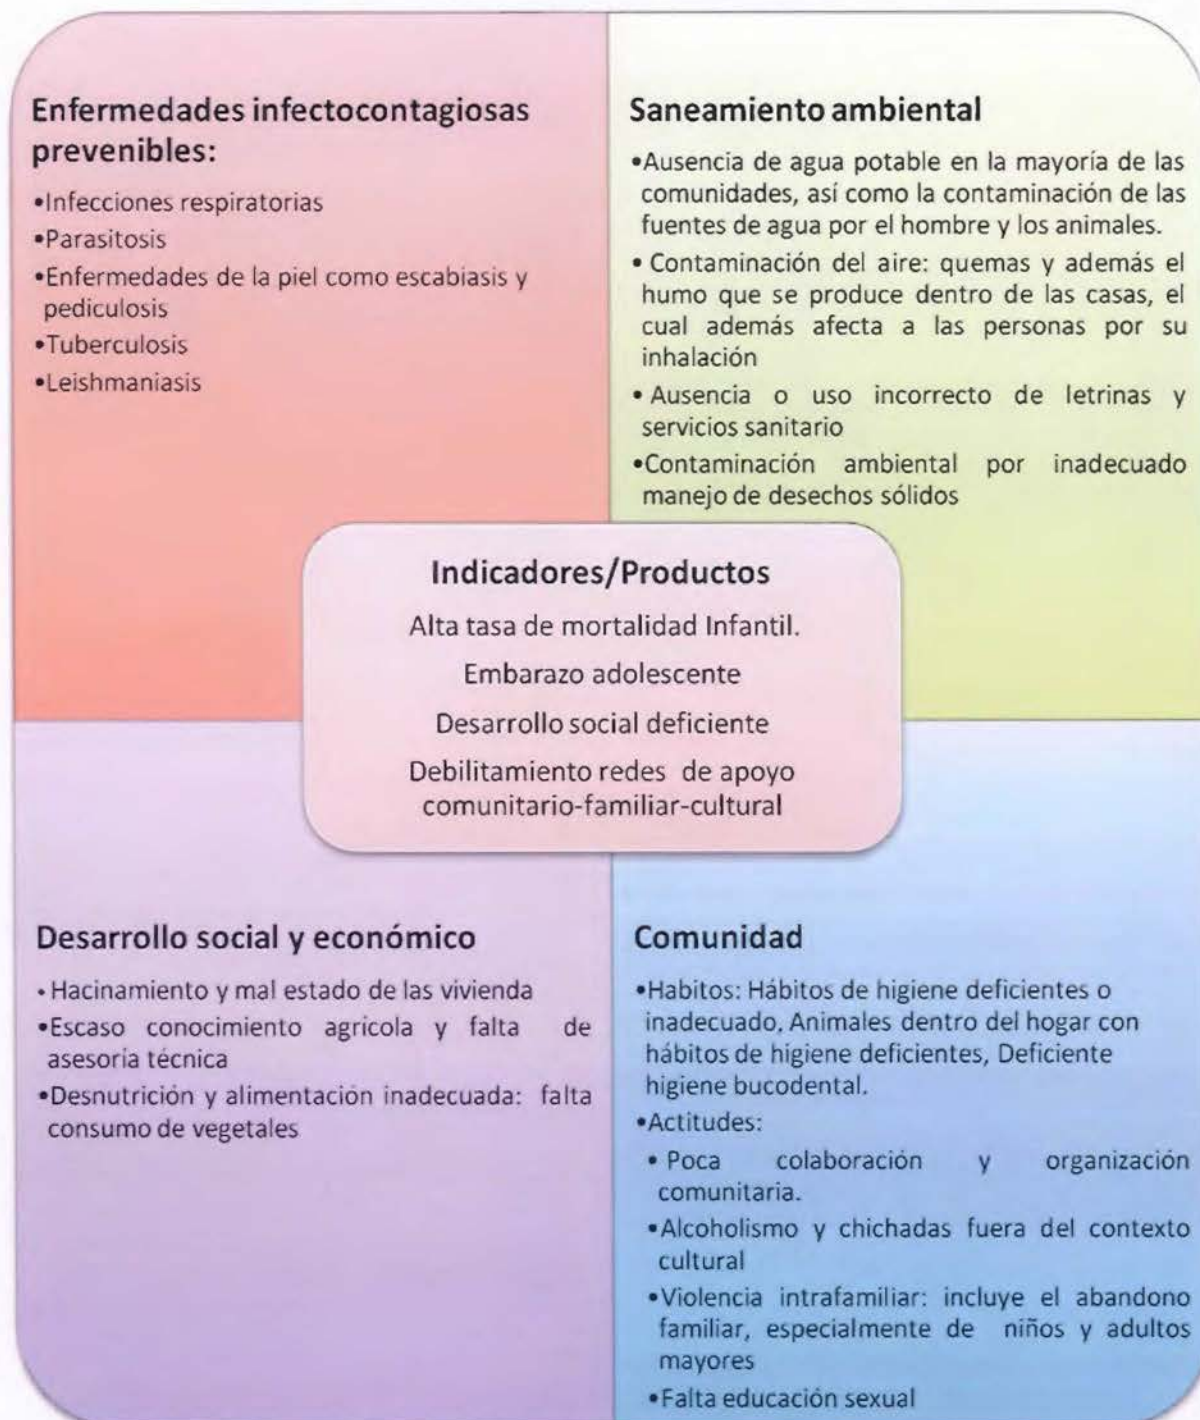 Enfermedades infectocontagiosas
prevenibles:
•Infecciones respiratorias
•Parasitosis
•Enfermedades de la piel como escabiasis y
pediculosis
•Tuberculosis
•Leishmaniasis
Saneamiento ambiental
•Ausencia de agua potable en la mayoría de las
comunidades, así como la contaminación de las
fuentes de agua por el hombre y los animales.
• Contaminación del aire: quemas y además el
humo que se produce dentro de las casas, el
cual además afecta a las personas por su
inhalación
• Ausencia o uso incorrecto de letrinas y
servicios sanitario
•Contaminación ambiental por inadecuado
manejo de desechos sólidos
Indicadores/Productos
Alta tasa de mortalidad Infantil.
Embarazo adolescente
Desarrollo social deficiente
Debilitamiento redes de apoyo
comunitario-familiar-cultural
Desarrollo social y económico
• Hacinamiento y mal estado de las vivienda
•Escaso conocimiento agrícola y falta de
asesoría técnica
•Desnutrición y alimentación inadecuada: falta
consumo de vegetales
Comunidad
•Habitos: Hábitos de higiene deficientes o
inadecuado, Animales dentro del hogar con
hábitos de higiene deficientes, Deficiente
higiene bucodental.
•Actitudes:
• Poca colaboración y organización
comunitaria.
•Alcoholismo y chichadas fuera del contexto
cultural
•Violencia intrafamiliar: incluye el abandono
familiar, especialmente de niños y adultos
mayores
•Falta educación sexual